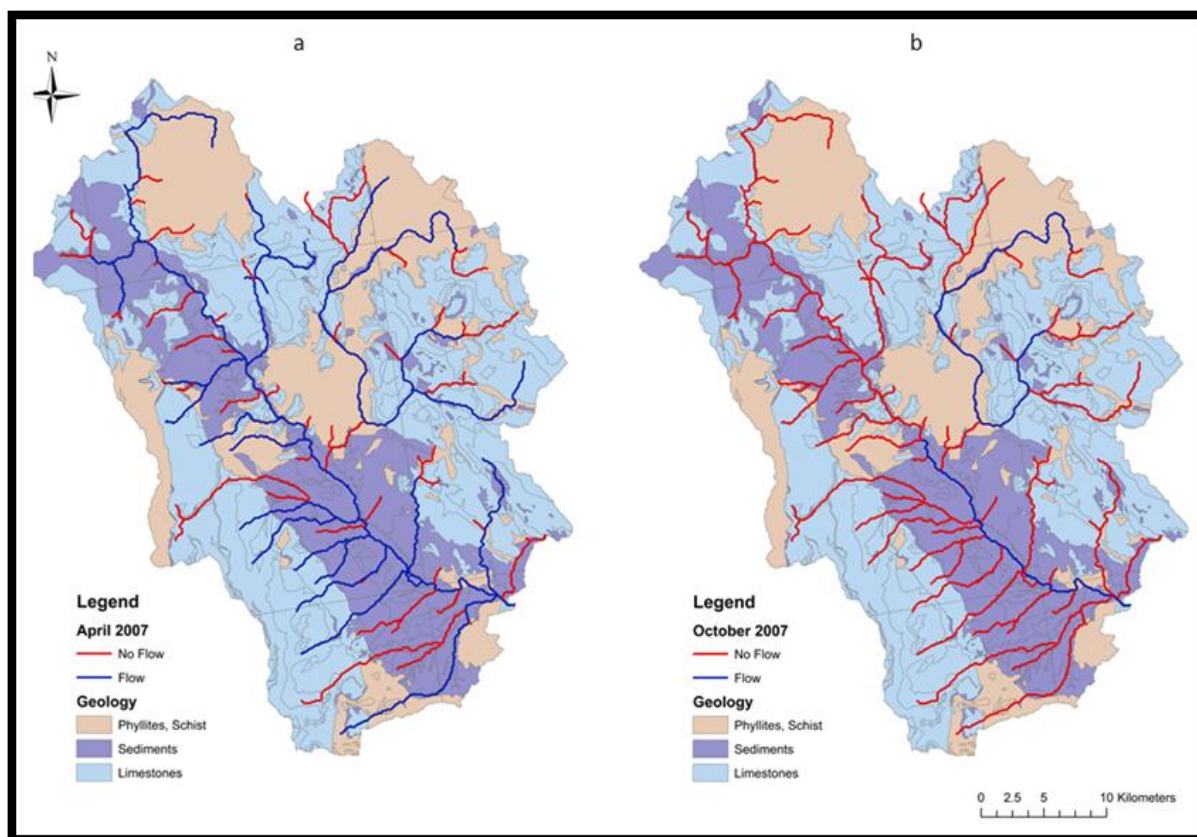 a
b
N
Legend
April 2007
No Flow
Flow
Geology
Phyllites, Schist
Sediments
Limestones
Legend
October 2007
No Flow
Flow
Geology
Phyllites, Schist
Sediments
Limestones
0 2.5 5 10 Kilometers